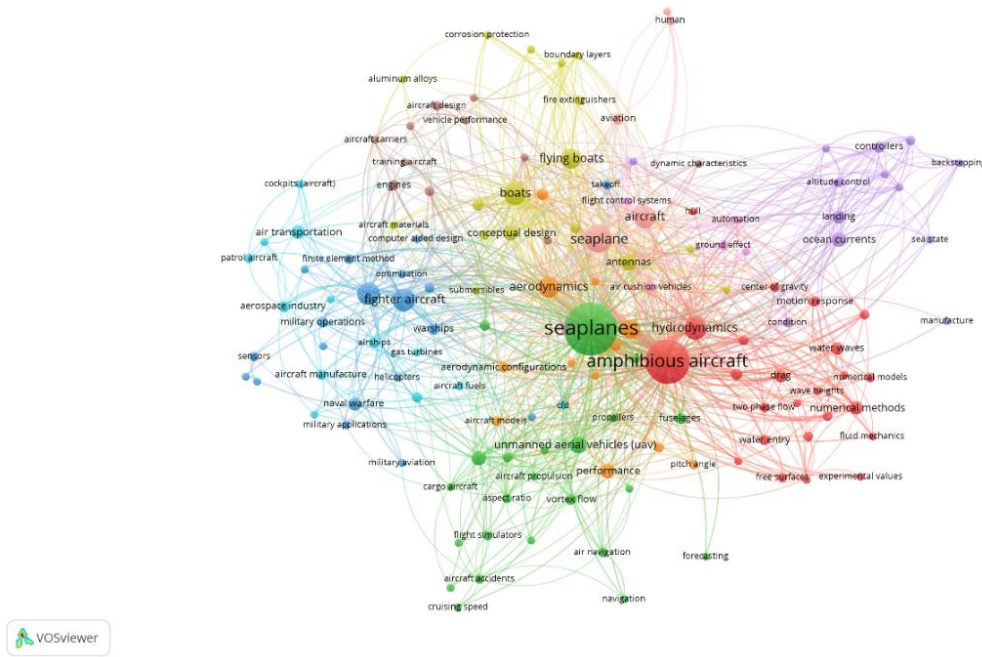 human
corrosion protection
boundary layers
aluminum alloys
fire extinguishers
aircraft design
vehicle performance
aviation
aircraft carriers
controllers
flying boats
training aircraft
dynamic characteristics
backstepping
cockpits (aircraft)
engines
takeoff
altitude control
boats
flight control systems
hull
aircraft
automation
landing
aircraft materials
air transportation
conceptual design
computer aided design
seaplane
ground effect
ocean currents
sea state
patrol aircraft
finite element method
antennas
optimization
aerodynamics
submersibles
air cushion vehicles
center of gravity
aerospace industry
fighter aircraft
motion response
military operations
warships
seaplanes
hydrodynamics
condition
manufacture
airships
gas turbines
water waves
sensors
amphibious aircraft
aircraft manufacture
helicopters
aerodynamic configurations
drag
numerical models
aircraft fuels
wave heights
naval warfare
cfd
two phase flow
numerical methods
military applications
aircraft models
propellers
fuselages
fluid mechanics
unmanned aerial vehicles (uav)
water entry
military aviation
performance
pitch angle
cargo aircraft
aircraft propulsion
free surfaces
experimental values
aspect ratio
vortex flow
flight simulators
air navigation
forecasting
aircraft accidents
cruising speed
navigation
VOSviewer